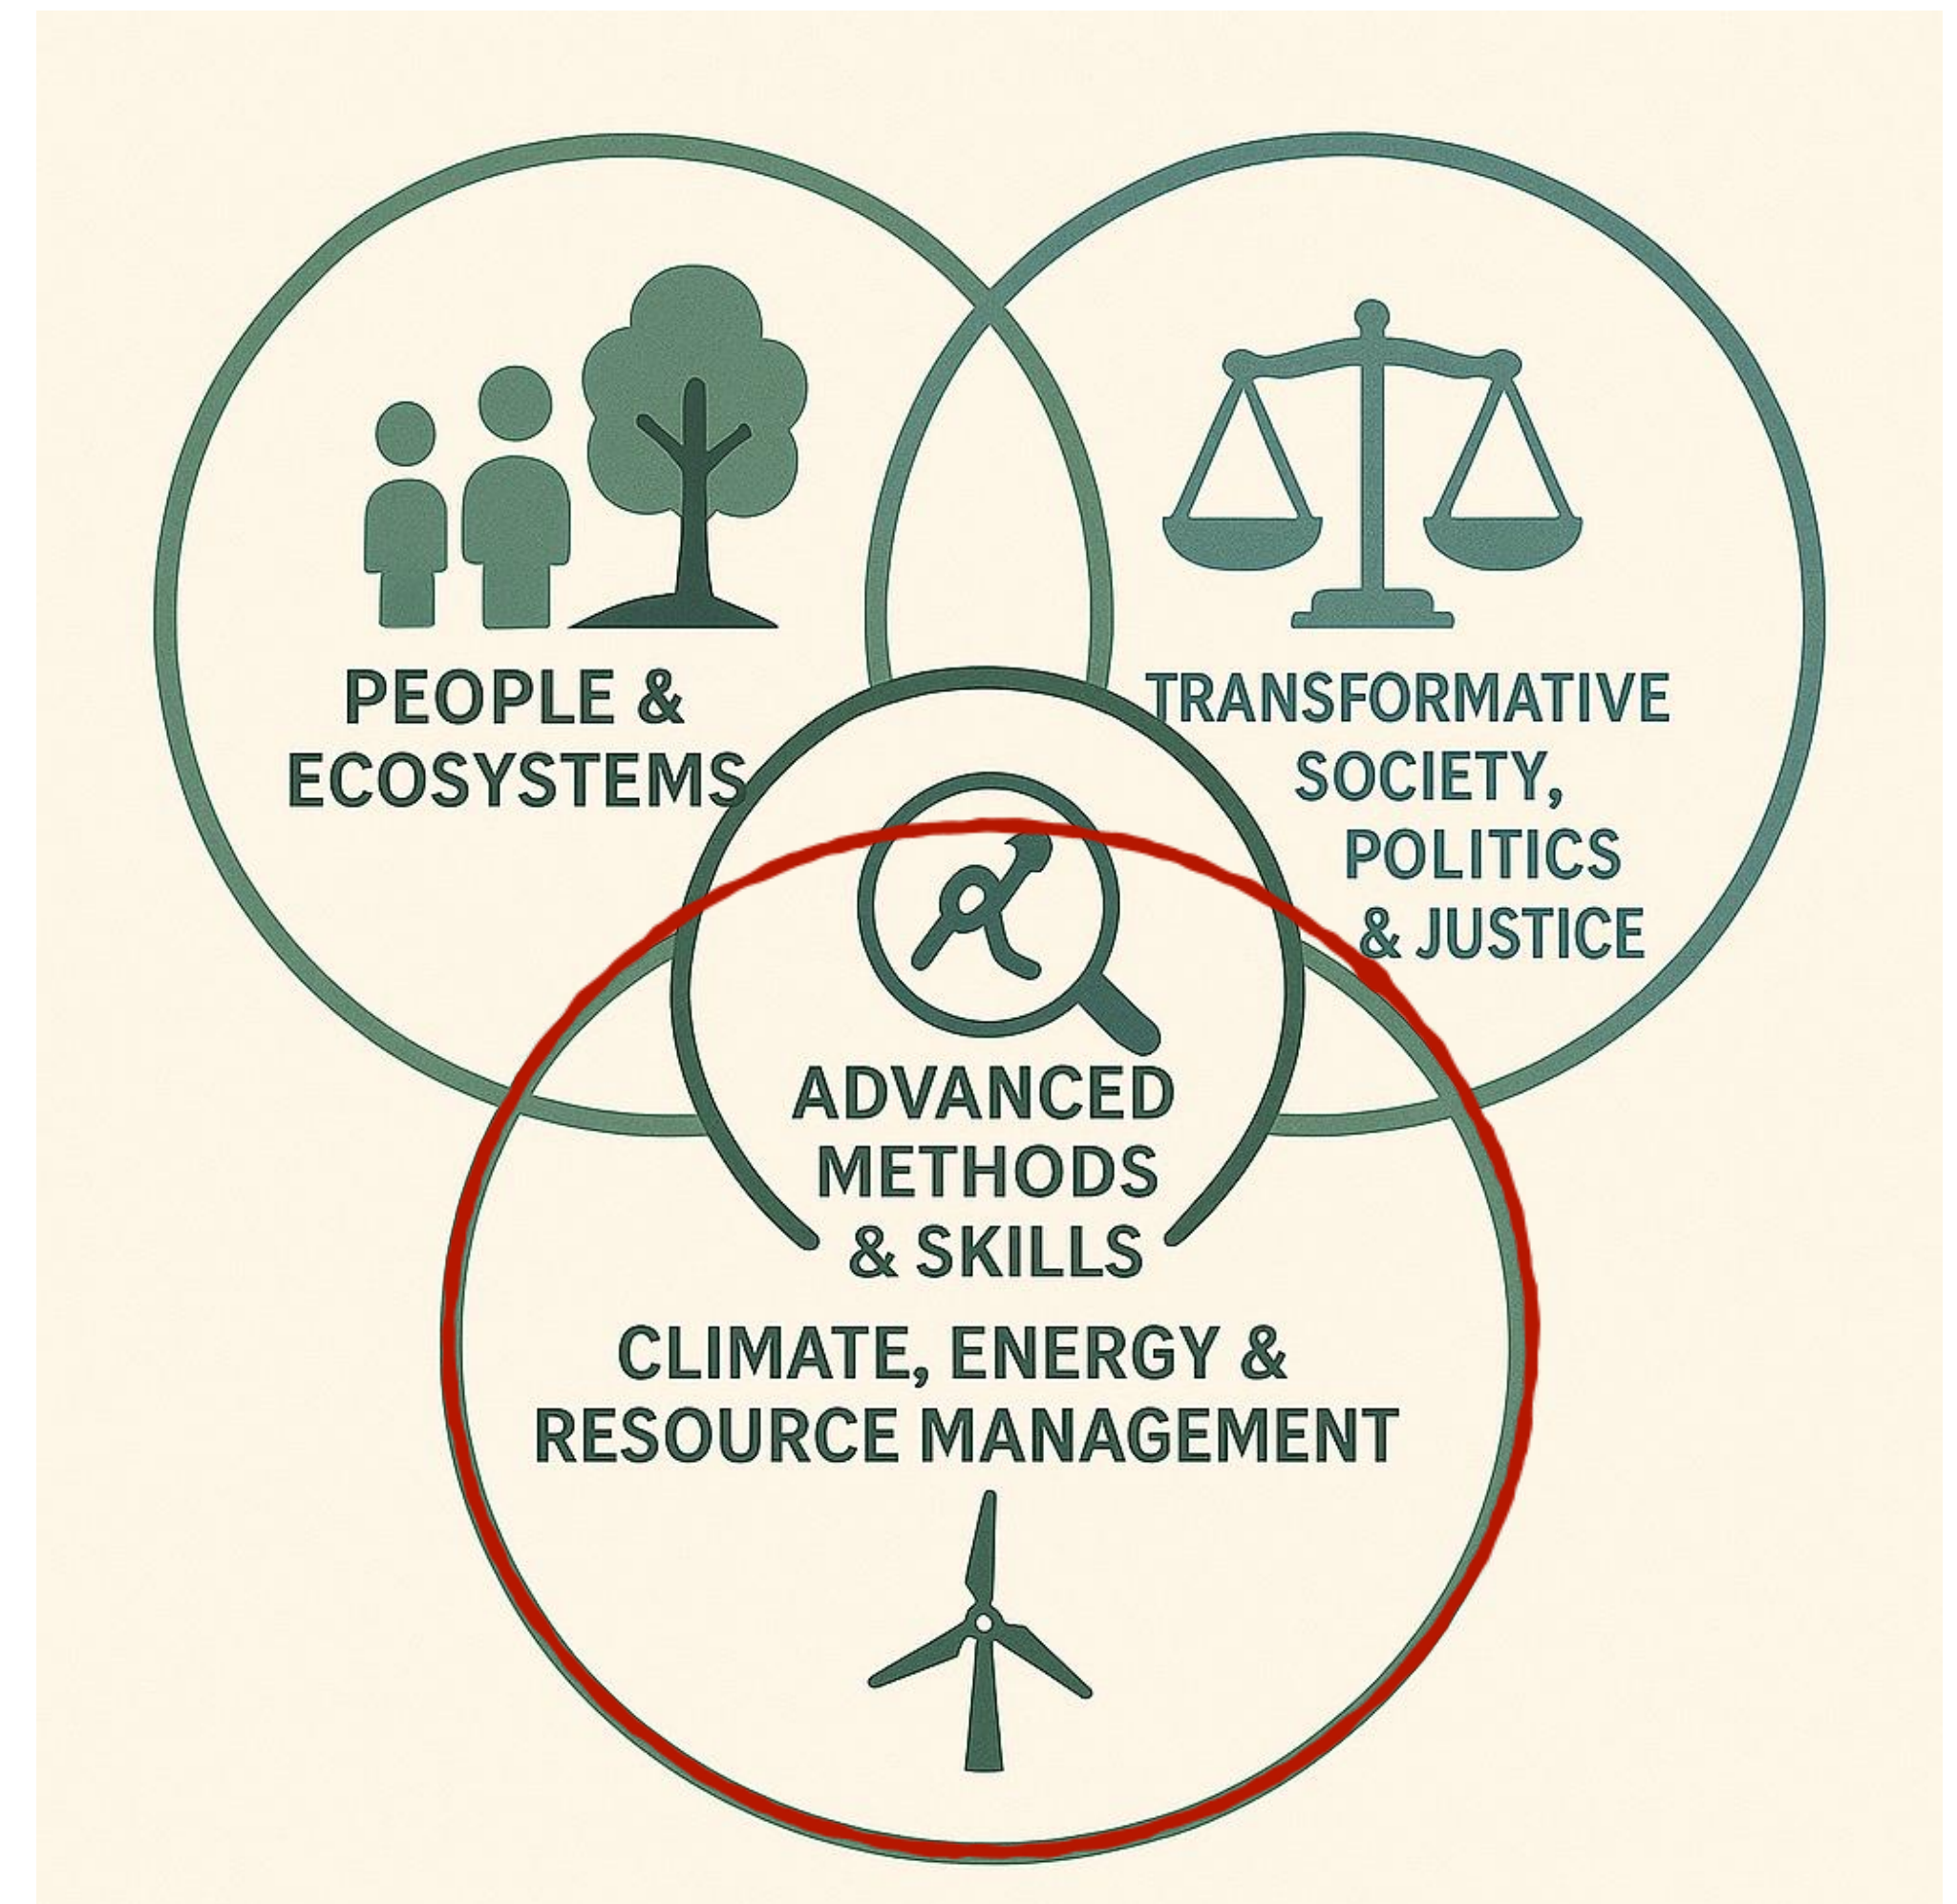 PEOPLE &
ECOSYSTEMS
TRANSFORMATIVE
SOCIETY,
POLITICS
& JUSTICE
ADVANCED
METHODS
& SKILLS
CLIMATE, ENERGY &
RESOURCE MANAGEMENT